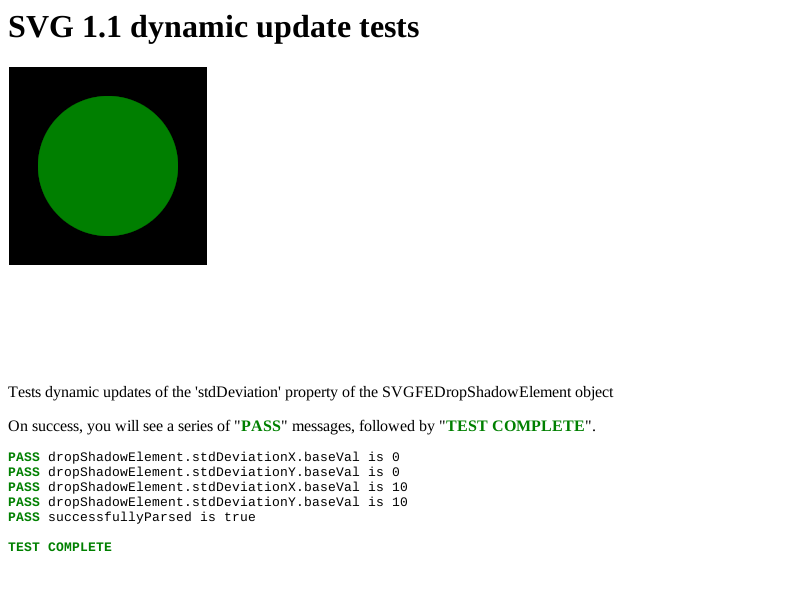 SVG 1.1 dynamic update tests
Tests dynamic updates of the 'stdDeviation' property of the SVGFEDropShadowElement object
On success, you will see a series of "PASS" messages, followed by "TEST COMPLETE".
PASS dropShadowElement.stdDeviationX.baseVal is 0
PASS dropShadowElement.stdDeviationY.baseVal is 0
PASS dropShadowElement.stdDeviationX.baseVal is 10
PASS dropShadowElement.stdDeviationY.baseVal is 10
PASS successfullyParsed is true
TEST COMPLETE